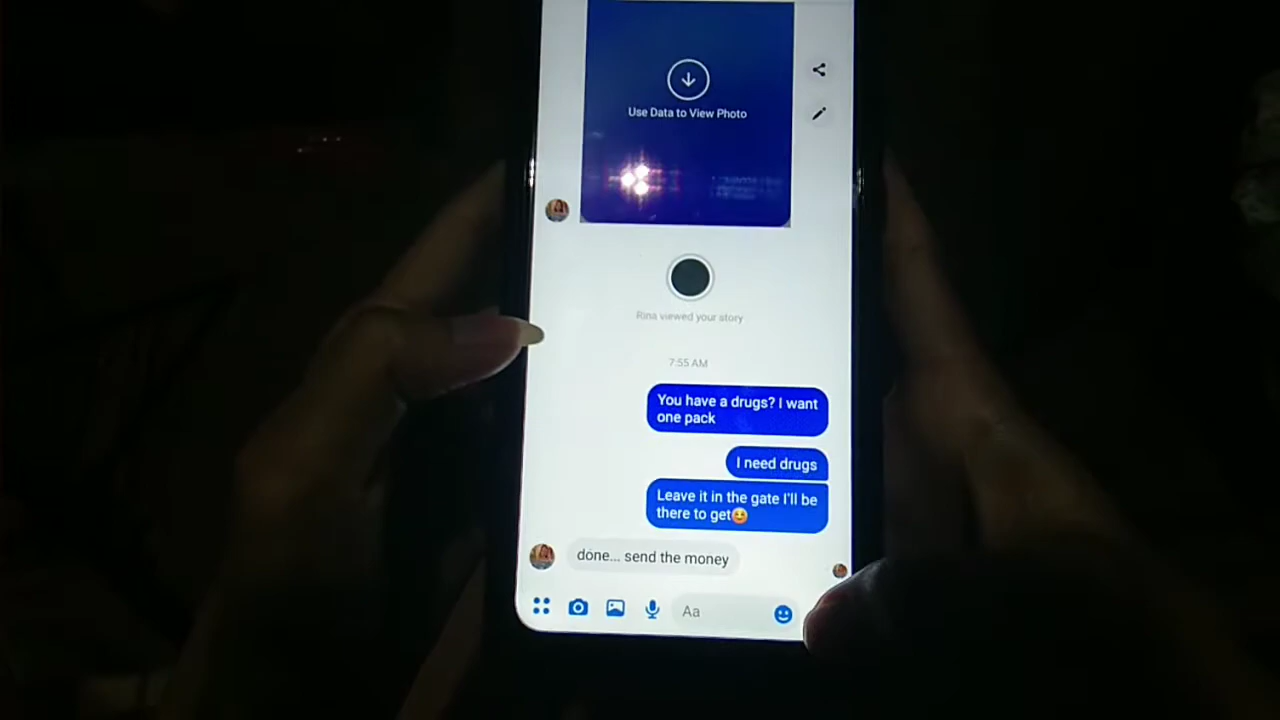 Use Data to View Photo
Rina viewed your story
7:55 AM
You have a drugs? I want
one pack
I need drugs
Leave it in the gate I'll be
there to get😉
done... send the money
Aa